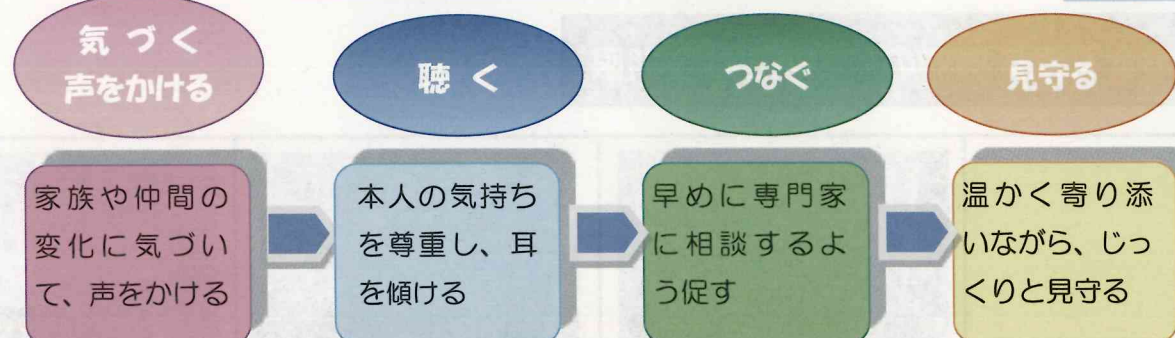 気づく
声をかける
聴く
つなぐ
見守る
家族や仲間の
変化に気づい
て、声をかける
本人の気持ち
を尊重し、耳
を傾ける
早めに専門家
に相談するよ
う促す
温かく寄り添
いながら、じっ
くりと見守る